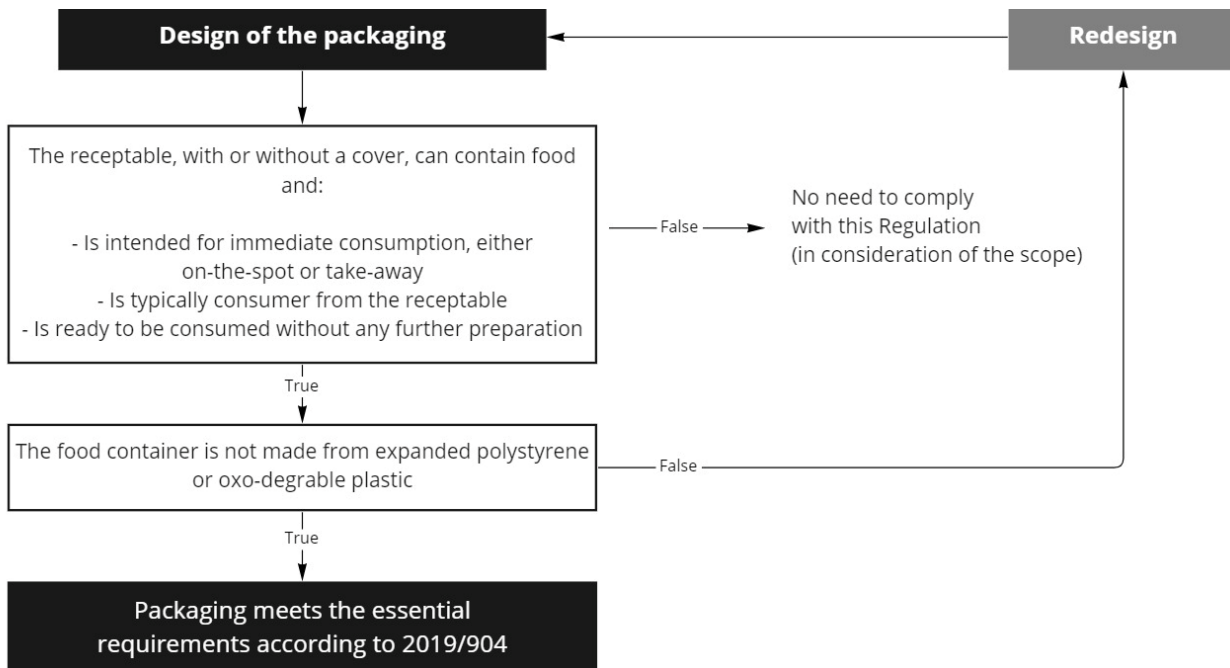 Design of the packaging
Redesign
The receptable, with or without a cover, can contain food
and:
- Is intended for immediate consumption, either
on-the-spot or take-away
- Is typically consumer from the receptable
- Is ready to be consumed without any further preparation
False
No need to comply
with this Regulation
(in consideration of the scope)
True
The food container is not made from expanded polystyrene
or oxo-degrable plastic
False
True
Packaging meets the essential
requirements according to 2019/904